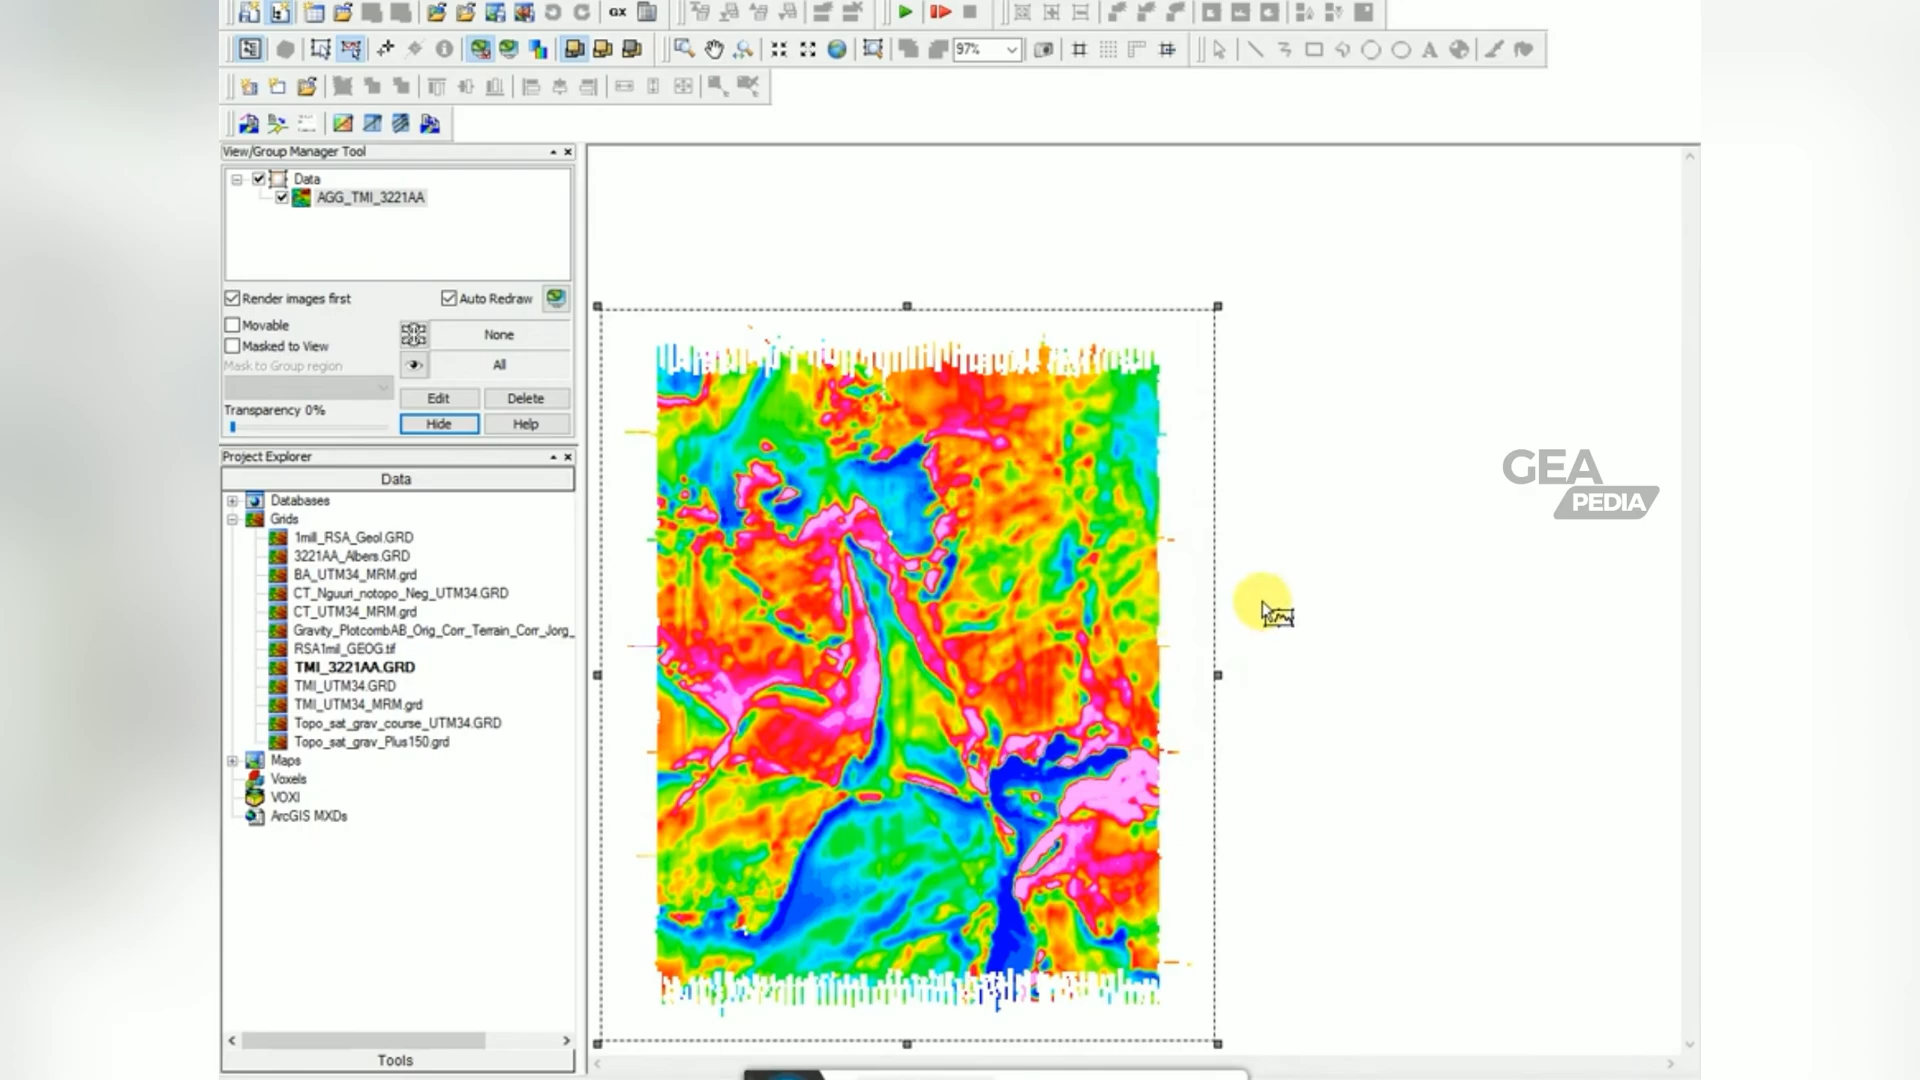 GX
97%
View/Group Manager Tool
Data
AGG_TMI_3221AA
Render images first
Auto Redraw
Movable
None
Masked to View
Mask to Group region
All
Edit
Delete
Transparency 0%
Hide
Help
Project Explorer
Data
Databases
Grids
1mill_RSA_Geol.GRD
3221AA_Albers.GRD
BA_UTM34_MRM.grd
CT_Nguuri_notopo_Neg_UTM34.GRD
CT_UTM34_MRM.grd
Gravity_PlotcombAB_Orig_Corr_Terrain_Corr_Jorg_
RSA1mil_GEOG.tif
TMI_3221AA.GRD
TMI_UTM34.GRD
TMI_UTM34_MRM.grd
Topo_sat_grav_course_UTM34.GRD
Topo_sat_grav_Plus150.grd
Maps
Voxels
VOXI
ArcGIS MXDs
Tools
GEA
PEDIA